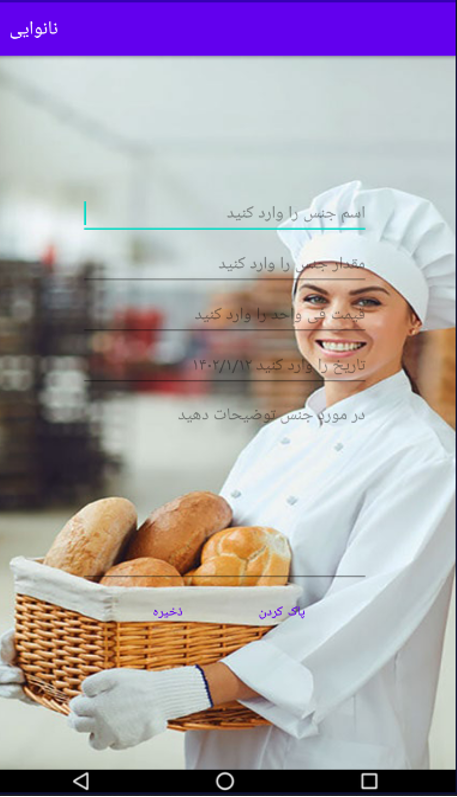 نانوایی
اسم جنس را وارد کنید
مقدار جنس را وارد کنید
قیمت فی واحد را وارد کنید
تاریخ را وارد کنید ۱۴۰۲/۱/۱۲
در مورد جنس توضیحات دهید
پاک کردن
ذخیره